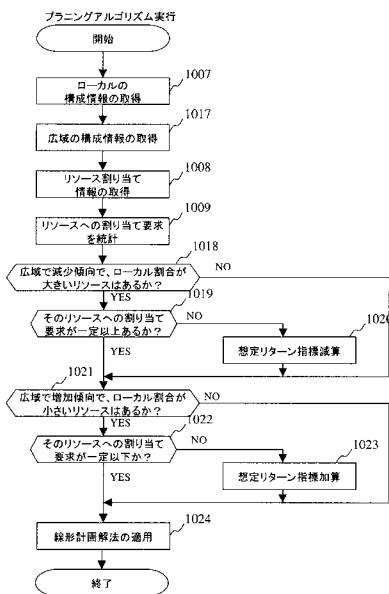 プラニングアルゴリズム実行
開始
1007
ローカルの
構成情報の取得
1017
広域の構成情報の取得
1008
リソース割り当て
情報の取得
1009
リソースへの割り当て要求
を統計
1018
広域で減少傾向で、ローカル割合が
大きいリソースはあるか？
NO
YES
1019
そのリソースへの割り当て
要求が一定以上あるか？
NO
1020
想定リターン指標減算
YES
1021
広域で増加傾向で、ローカル割合が
小さいリソースはあるか？
NO
YES
1022
そのリソースへの割り当て
要求が一定以下か？
NO
1023
想定リターン指標加算
YES
1024
線形計画解法の適用
終了